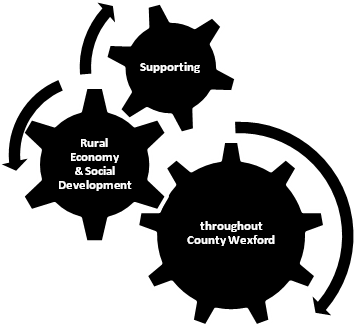 Supporting
Rural
Economy
& Social
Development
throughout
County Wexford